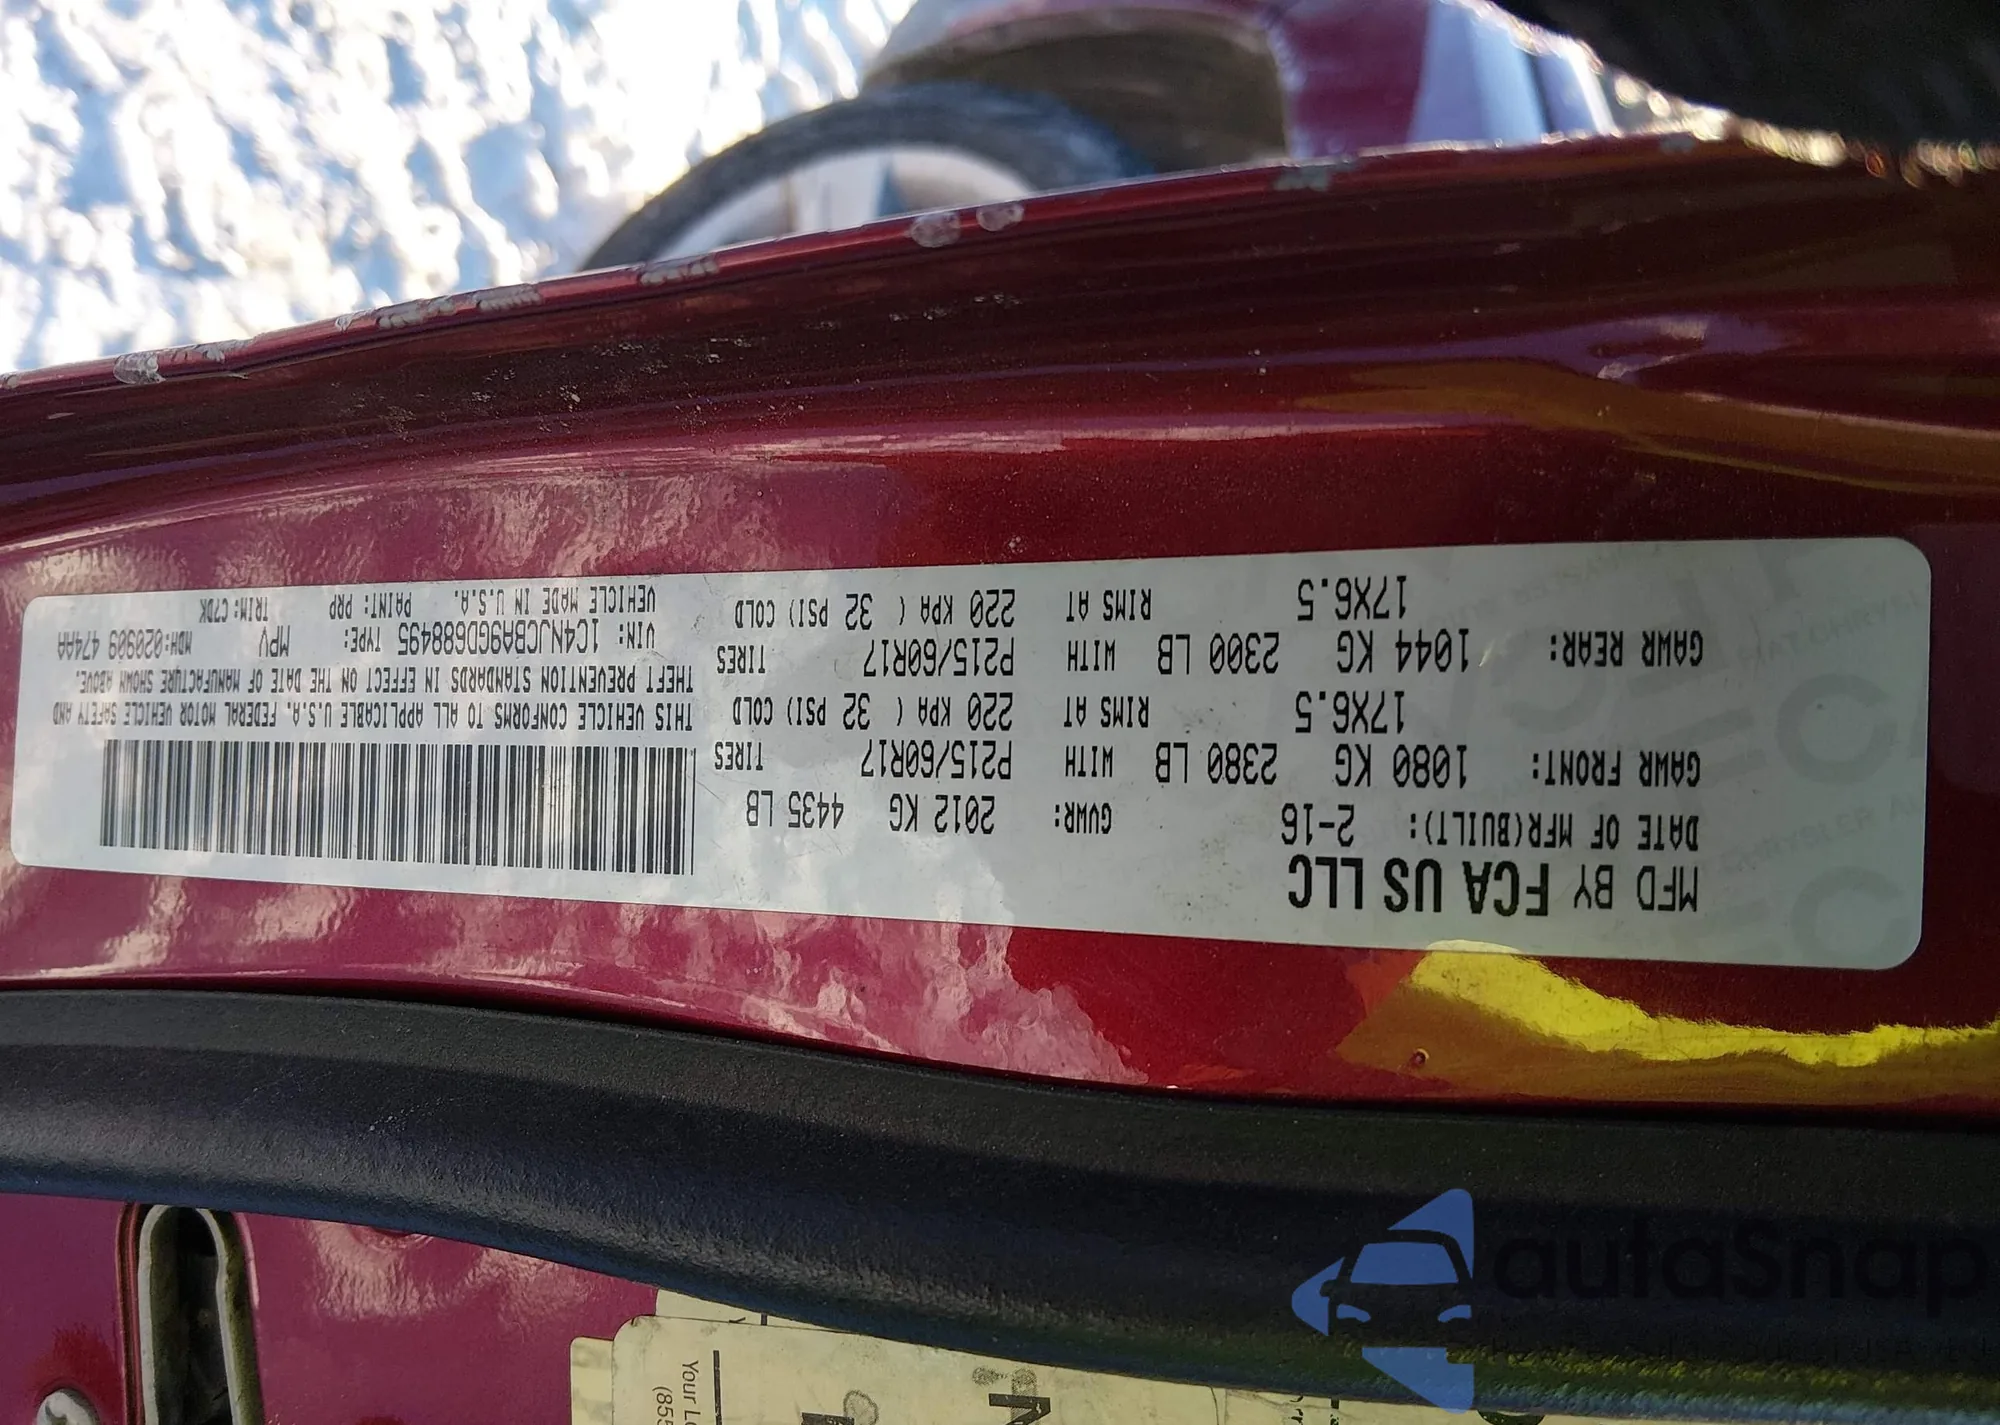 MFD BY FCA US LLC
DATE OF MFR(BUILT): 2-16 GVWR: 2012 KG 4435 LB
GAWR FRONT: 1080 KG 2380 LB WITH P215/60R17 TIRES
17X6.5 RIMS AT 220 KPA ( 32 PSI) COLD
GAWR REAR: 1044 KG 2300 LB WITH P215/60R17 TIRES
17X6.5 RIMS AT 220 KPA ( 32 PSI) COLD
THIS VEHICLE CONFORMS TO ALL APPLICABLE U.S.A. FEDERAL MOTOR VEHICLE SAFETY AND
THEFT PREVENTION STANDARDS IN EFFECT ON THE DATE OF MANUFACTURE SHOWN ABOVE.
VIN: 1C4NJCBA9GD688495 TYPE: MPV MDH: 020909 474AA
VEHICLE MADE IN U.S.A. PAINT: PRP TRIM: C7DK
autaSnap
Your
(855